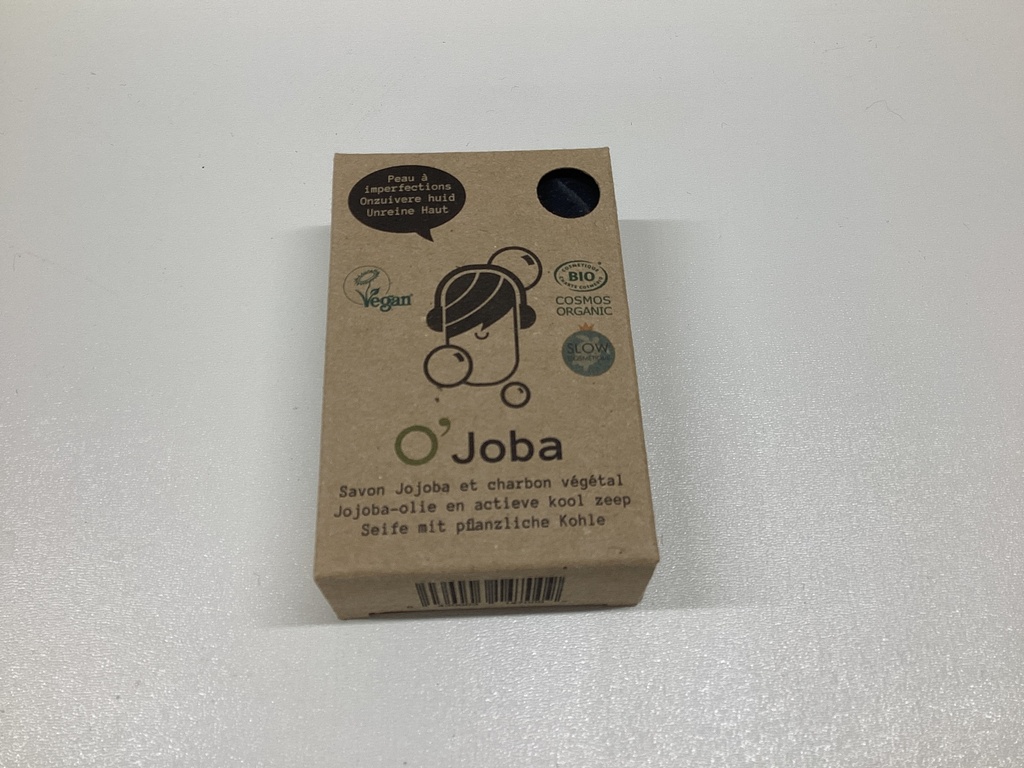 Peau à
imperfections
Onzuivere huid
Unreine Haut
Vegan
COSMÉTIQUE
BIO
COSMOS
ORGANIC
SLOW
O'Joba
Savon Jojoba et charbon végétal
Jojoba-olie en actieve kool zeep
Seife mit pflanzliche Kohle